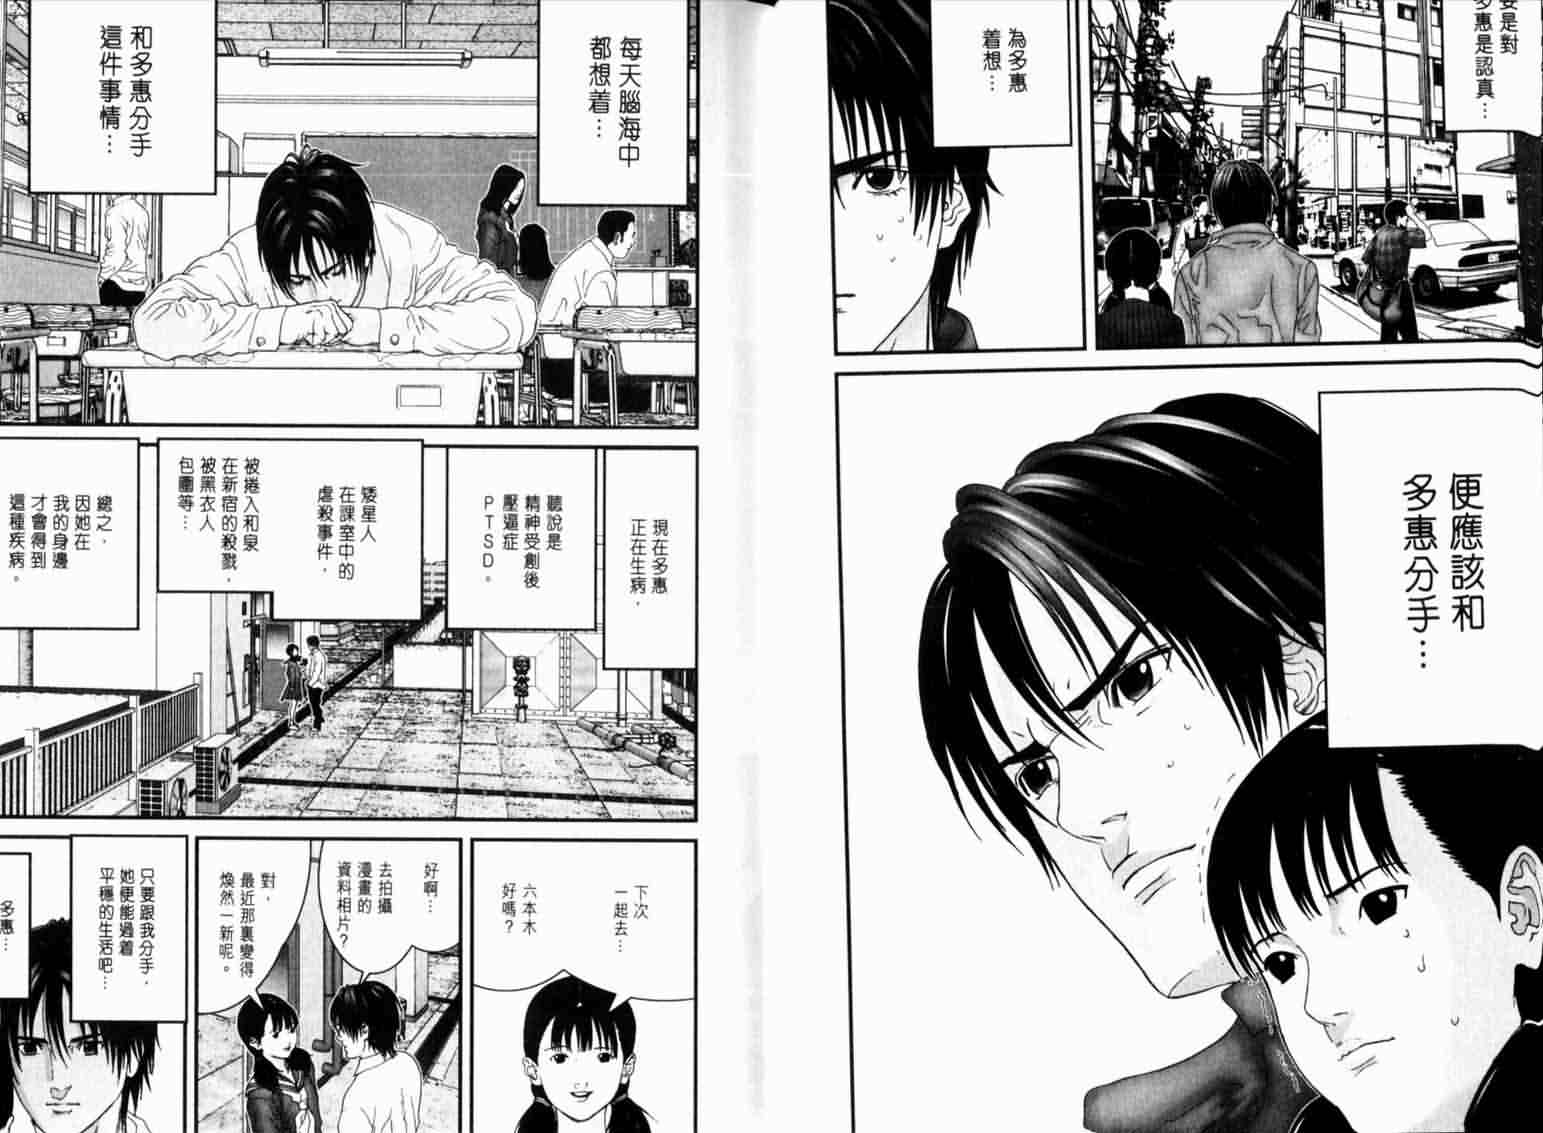 要是對
多惠是認真…
為多惠
着想…
便應該和
多惠分手…
每天腦海中
都想着…
和多惠分手
這件事情…
現在多惠
正在生病，
聽說是
精神受創後
壓逼症
PTSD。
矮星人
在課室中的
虐殺事件，
被捲入和泉
在新宿的殺戮，
被黑衣人
包圍等…
總之，
因她在
我的身邊
才會得到
這種疾病。
下次
一起去…
六本木
好嗎？
好啊…
去拍攝
漫畫的
資料相片？
對，
最近那裏變得
煥然一新呢。
只要跟我分手，
她便能過着
平穩的生活吧…
多惠…